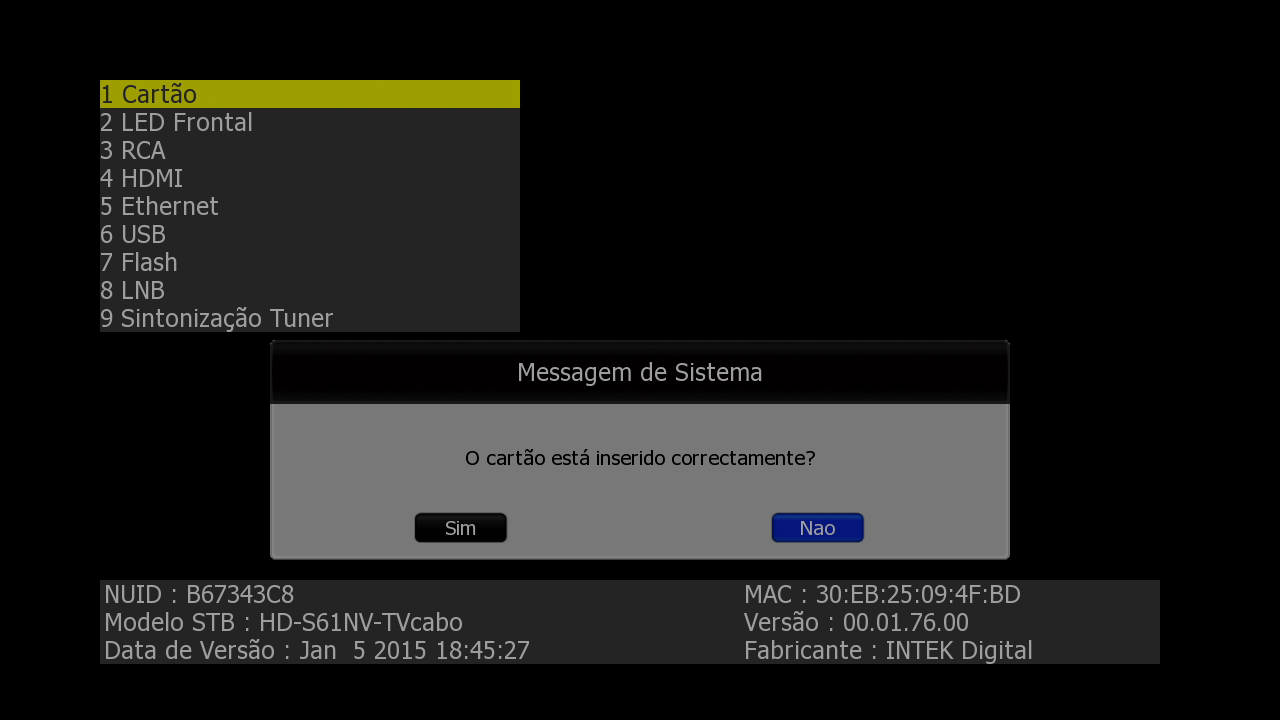 1 Cartão
2 LED Frontal
3 RCA
4 HDMI
5 Ethernet
6 USB
7 Flash
8 LNB
9 Sintonização Tuner
Messagem de Sistema
O cartão está inserido correctamente?
Sim Nao
NUID : B67343C8 MAC : 30:EB:25:09:4F:BD
Modelo STB : HD-S61NV-TVcabo Versão : 00.01.76.00
Data de Versão : Jan  5 2015 18:45:27 Fabricante : INTEK Digital